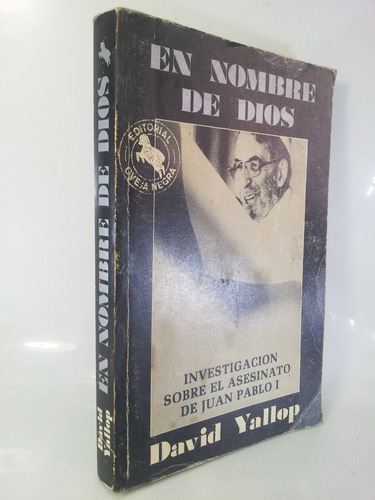 EN NOMBRE
DE DIOS
EDITORIAL
OVEJA NEGRA
INVESTIGACION
SOBRE EL ASESINATO
DE JUAN PABLO I
David Yallop
EN NOMBRE DE DIOS
David
Yallop